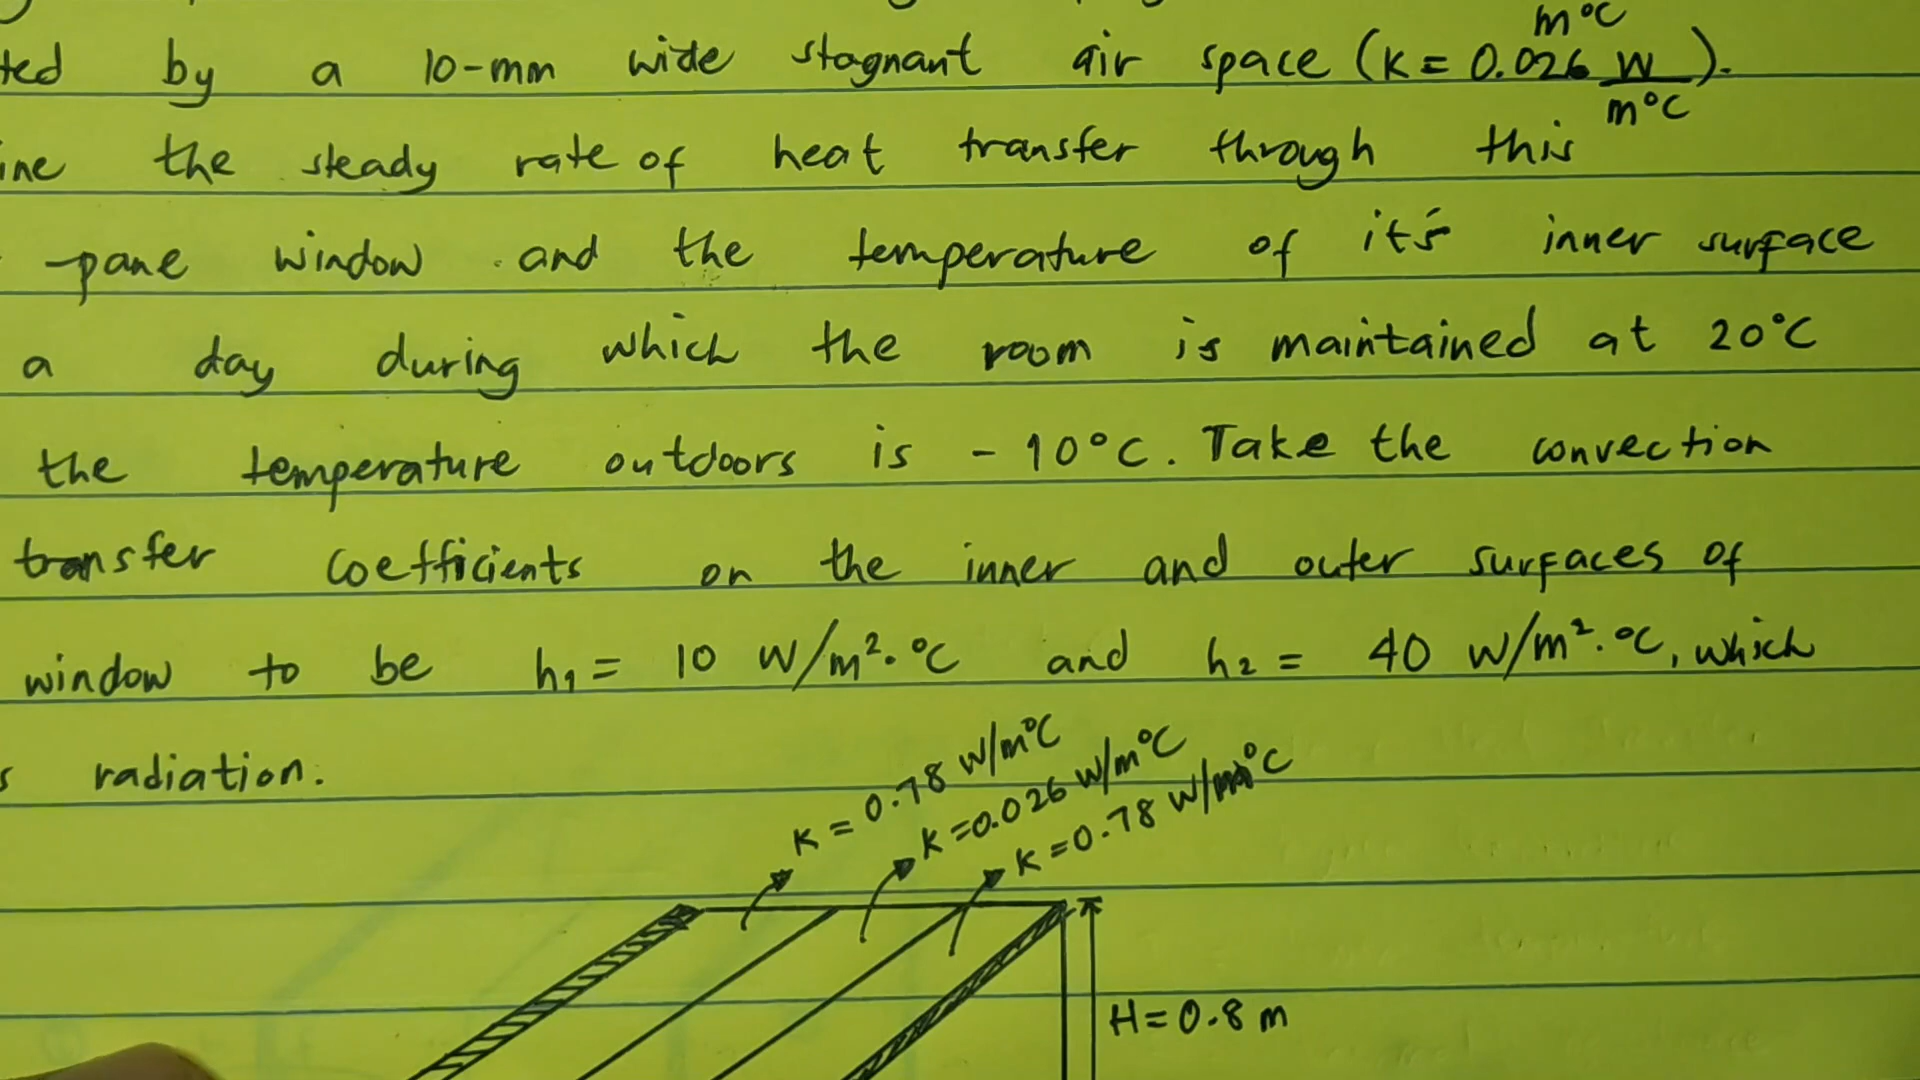 m°C
ted by a 10-mm wide stagnant air space (K = 0.026 W/m°C).
ine the steady rate of heat transfer through this
-pane window and the temperature of it's inner surface
a day during which the room is maintained at 20°C
the temperature outdoors is -10°C. Take the convection
transfer coefficients on the inner and outer surfaces of
window to be h₁ = 10 W/m².°C and h₂ = 40 W/m².°C, which
s radiation.
K = 0.78 W/m°C
K = 0.026 W/m°C
K = 0.78 W/m°C
H = 0.8 m